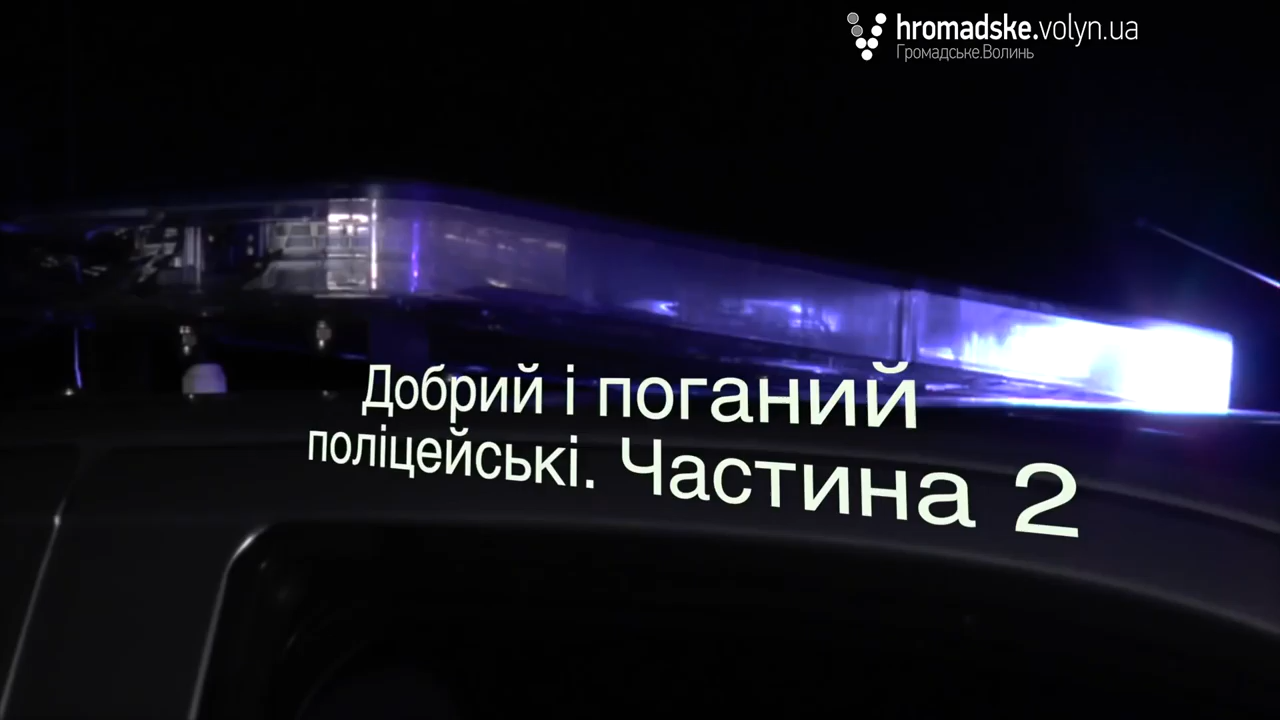 hromadske.volyn.ua
Громадське.Волинь
Добрий і поганий
поліцейські. Частина 2